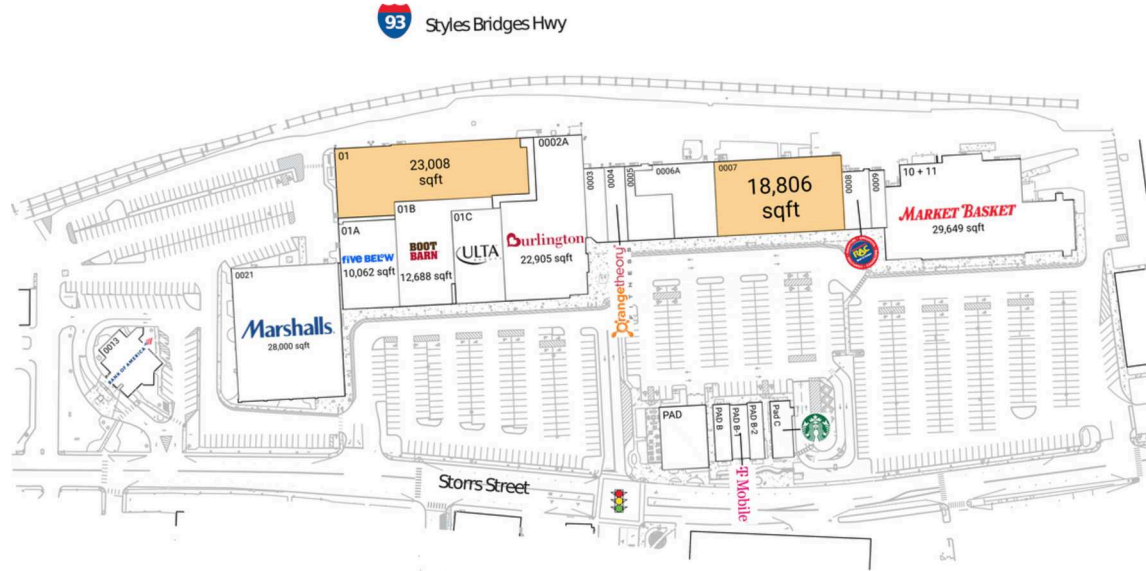 93 Styles Bridges Hwy
01
23,008
sqft
0002A
01A
01B
01C
FIVE BELOW
10,062 sqft
BOOT
BARN
12,688 sqft
ULTA
Burlington
22,905 sqft
0003
0004
0005
0006A
0007
18,806
sqft
0008
0009
10 + 11
MARKET BASKET
29,649 sqft
RAC
orangetheory
0021
Marshalls
28,000 sqft
0013
BANK OF AMERICA
PAD
PAD B
PAD B-2
Pad C
T Mobile
Storrs Street